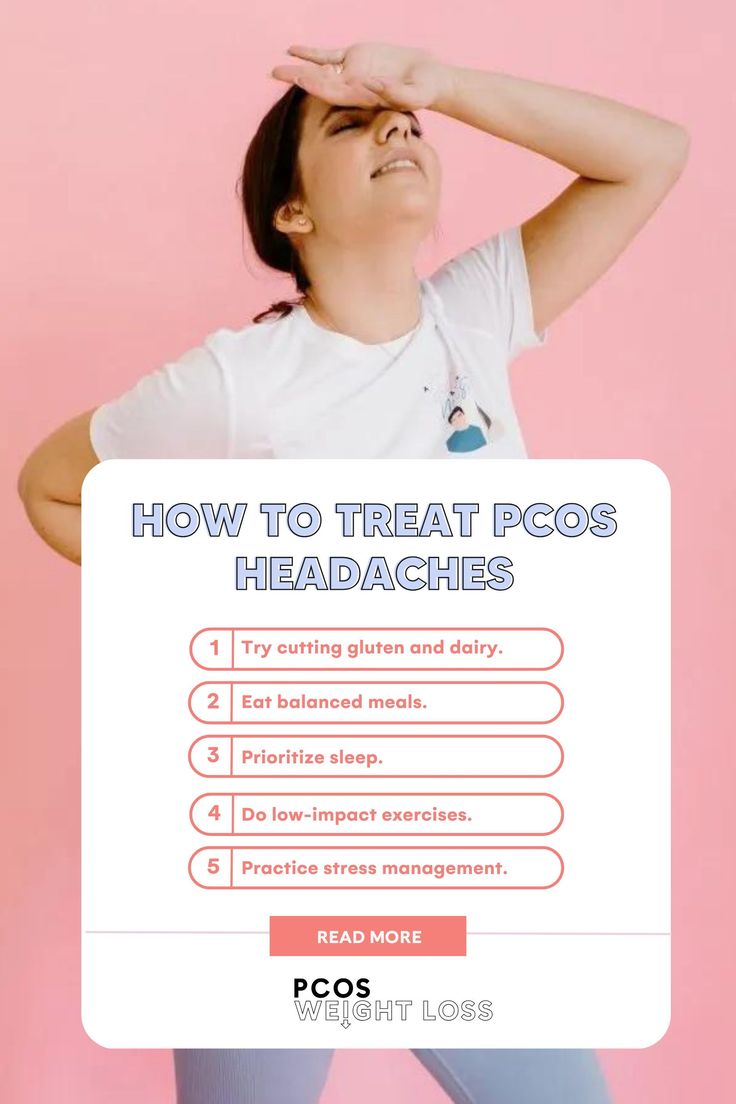 HOW TO TREAT PCOS
HEADACHES
1 Try cutting gluten and dairy.
2 Eat balanced meals.
3 Prioritize sleep.
4 Do low-impact exercises.
5 Practice stress management.
READ MORE
PCOS
WEIGHT LOSS